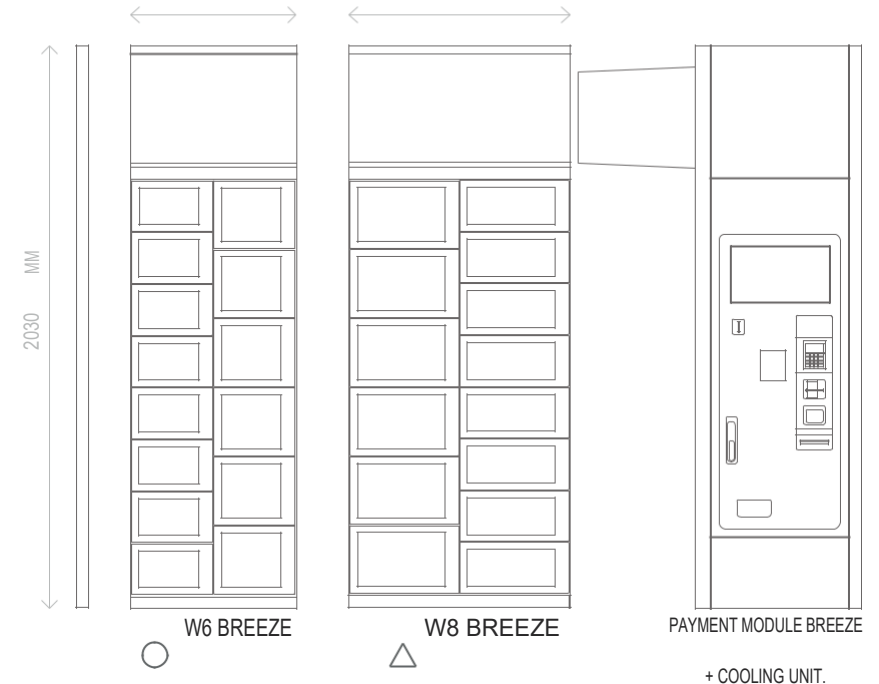 2030 MM
W6 BREEZE
W8 BREEZE
PAYMENT MODULE BREEZE
+ COOLING UNIT.